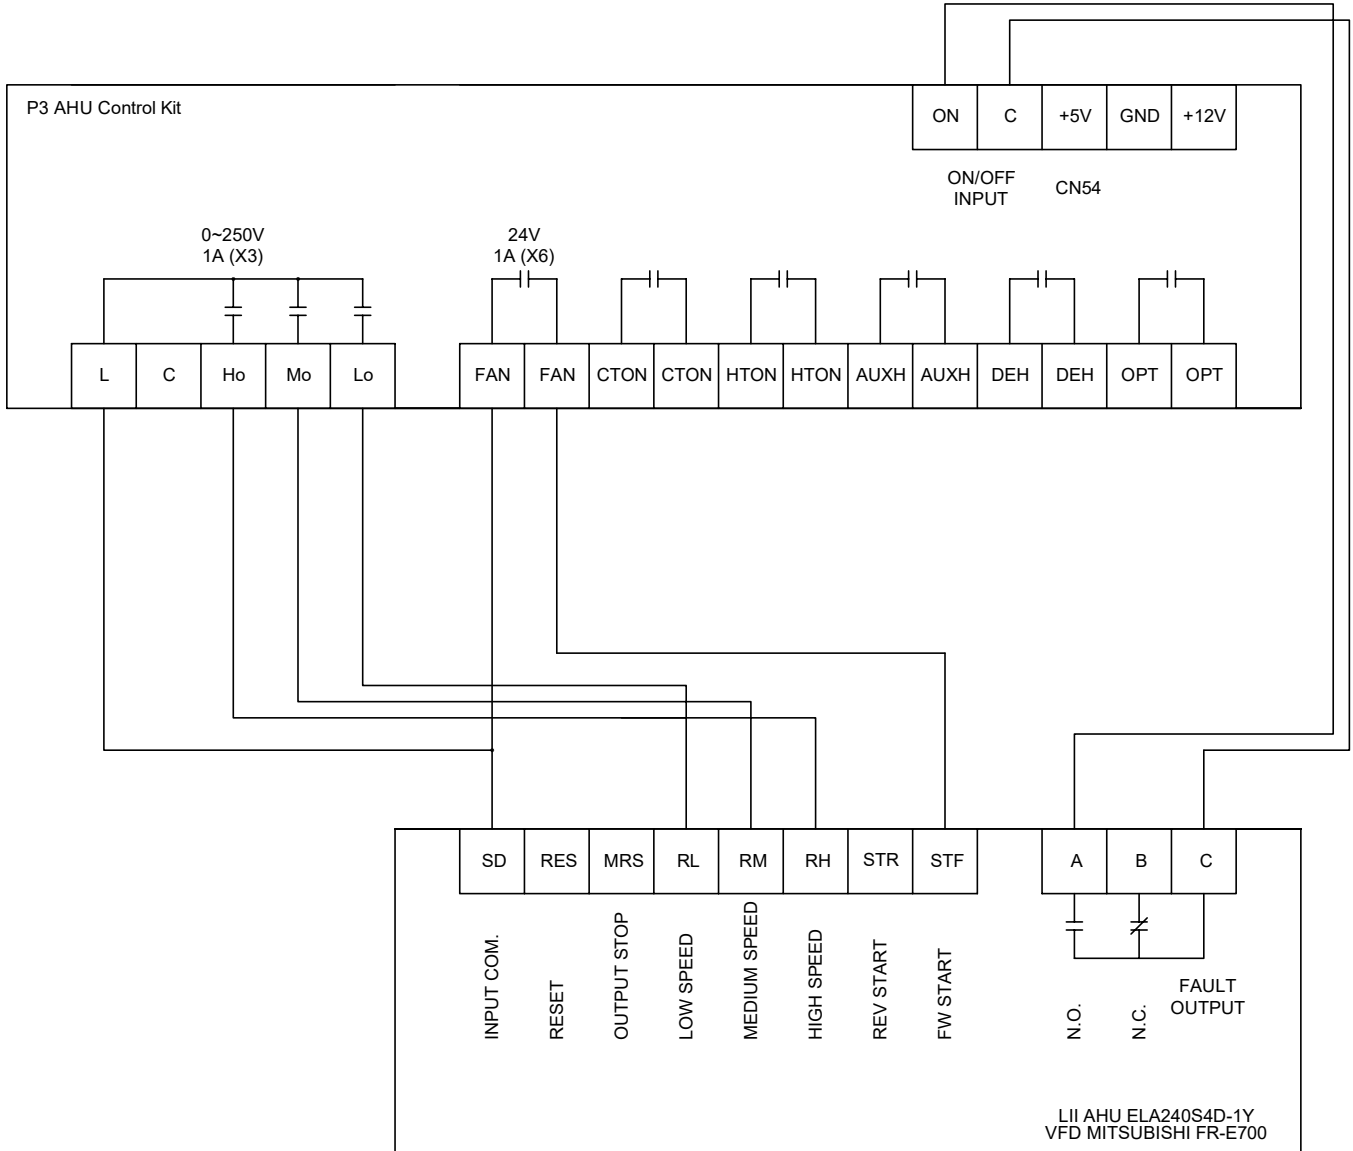 P3 AHU Control Kit
ON C +5V GND +12V
ON/OFF
INPUT
CN54
0~250V
1A (X3)
24V
1A (X6)
L C Ho Mo Lo
FAN FAN CTON CTON HTON HTON AUXH AUXH DEH DEH OPT OPT
SD RES MRS RL RM RH STR STF
A B C
INPUT COM.
RESET
OUTPUT STOP
LOW SPEED
MEDIUM SPEED
HIGH SPEED
REV START
FW START
N.O.
N.C.
FAULT
OUTPUT
LII AHU ELA240S4D-1Y
VFD MITSUBISHI FR-E700